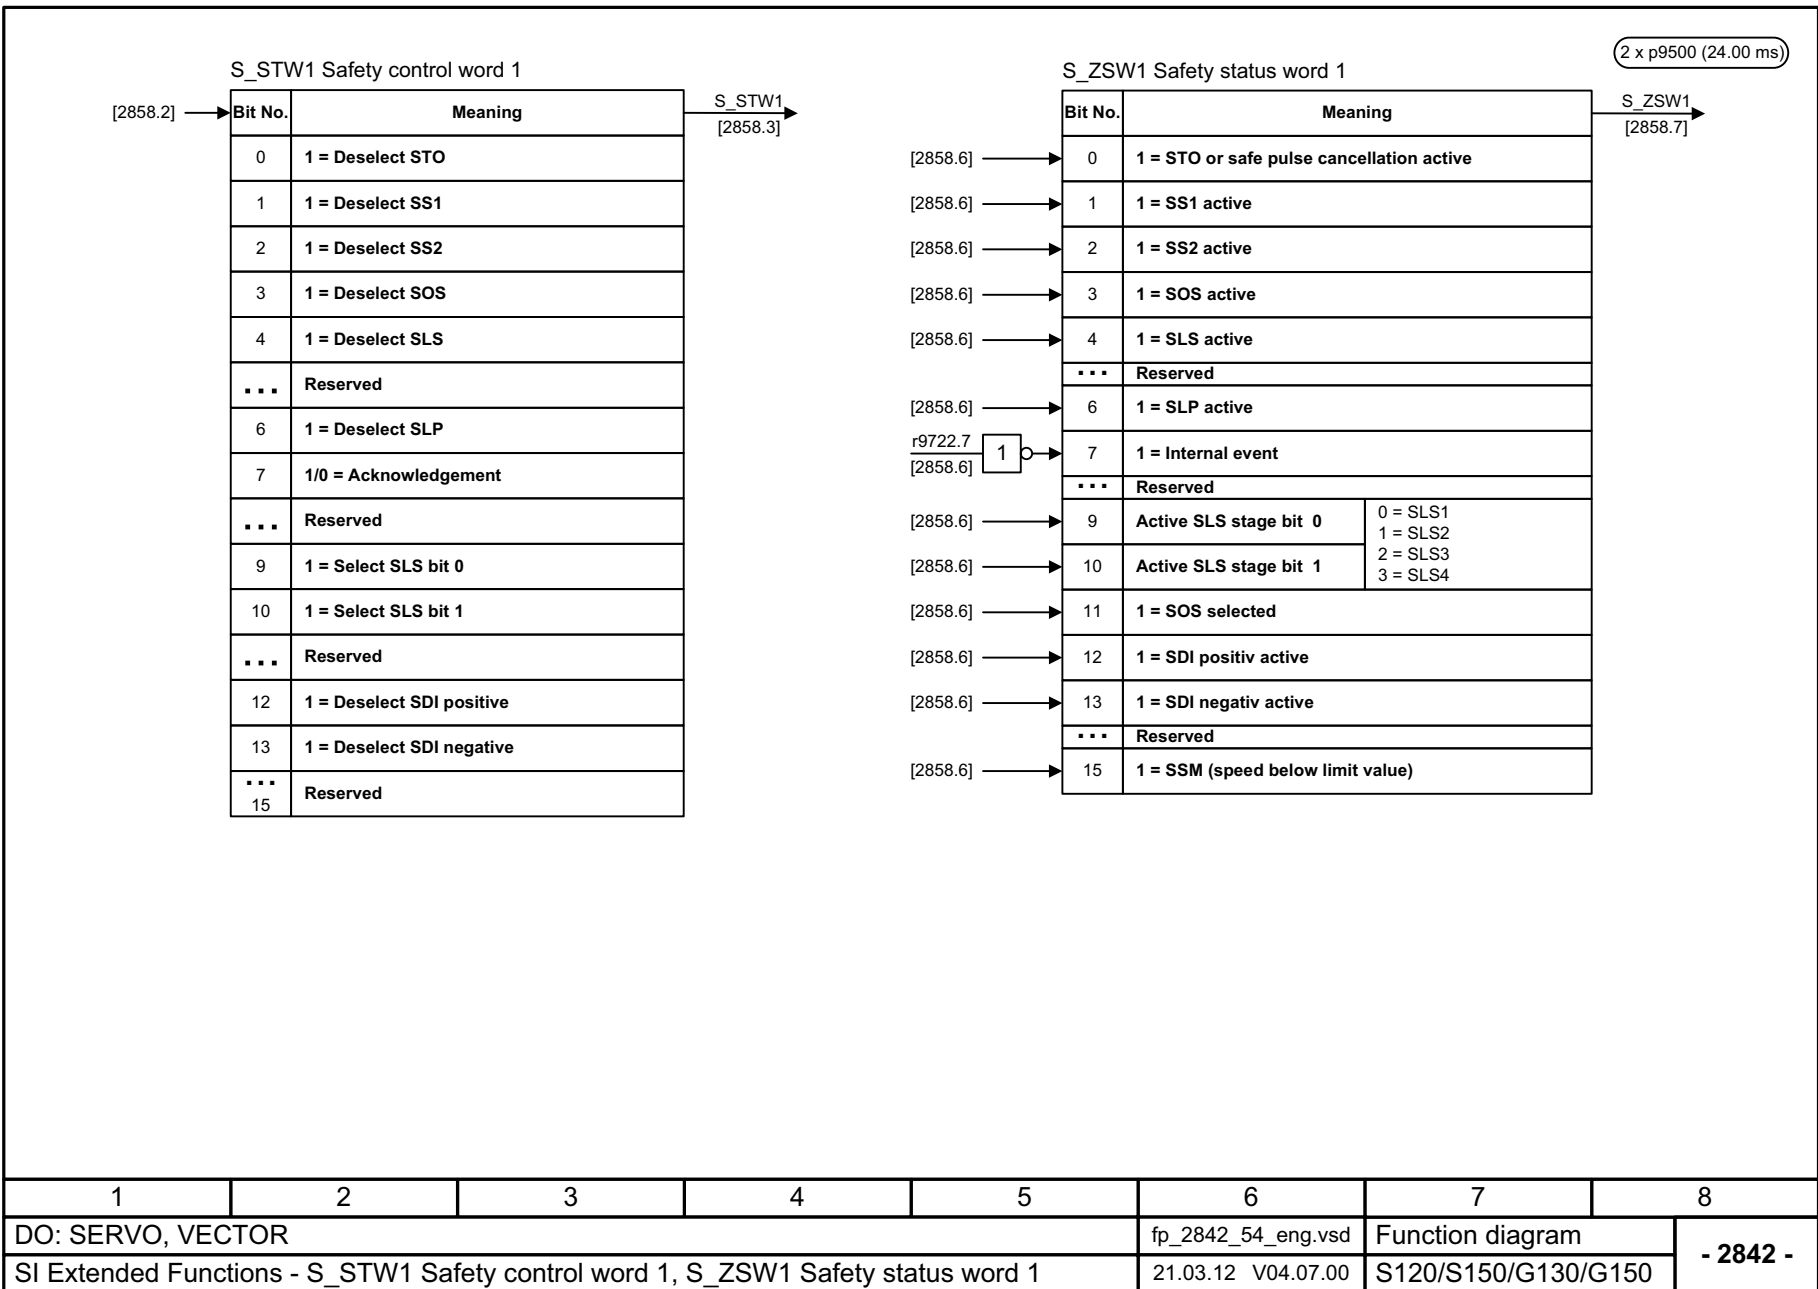 2 x p9500 (24.00 ms)
S_STW1 Safety control word 1
[2858.2]
Bit No. Meaning
S_STW1
[2858.3]
0 1 = Deselect STO
1 1 = Deselect SS1
2 1 = Deselect SS2
3 1 = Deselect SOS
4 1 = Deselect SLS
... Reserved
6 1 = Deselect SLP
7 1/0 = Acknowledgement
... Reserved
9 1 = Select SLS bit 0
10 1 = Select SLS bit 1
... Reserved
12 1 = Deselect SDI positive
13 1 = Deselect SDI negative
... 
15 Reserved
S_ZSW1 Safety status word 1
Bit No. Meaning
S_ZSW1
[2858.7]
[2858.6] 0 1 = STO or safe pulse cancellation active
[2858.6] 1 1 = SS1 active
[2858.6] 2 1 = SS2 active
[2858.6] 3 1 = SOS active
[2858.6] 4 1 = SLS active
... Reserved
[2858.6] 6 1 = SLP active
r9722.7
[2858.6] 1 7 1 = Internal event
... Reserved
[2858.6] 9 Active SLS stage bit 0
[2858.6] 10 Active SLS stage bit 1
0 = SLS1
1 = SLS2
2 = SLS3
3 = SLS4
[2858.6] 11 1 = SOS selected
[2858.6] 12 1 = SDI positiv active
[2858.6] 13 1 = SDI negativ active
... Reserved
[2858.6] 15 1 = SSM (speed below limit value)
1 2 3 4 5 6 7 8
DO: SERVO, VECTOR fp_2842_54_eng.vsd Function diagram
- 2842 -
SI Extended Functions - S_STW1 Safety control word 1, S_ZSW1 Safety status word 1 21.03.12 V04.07.00 S120/S150/G130/G150